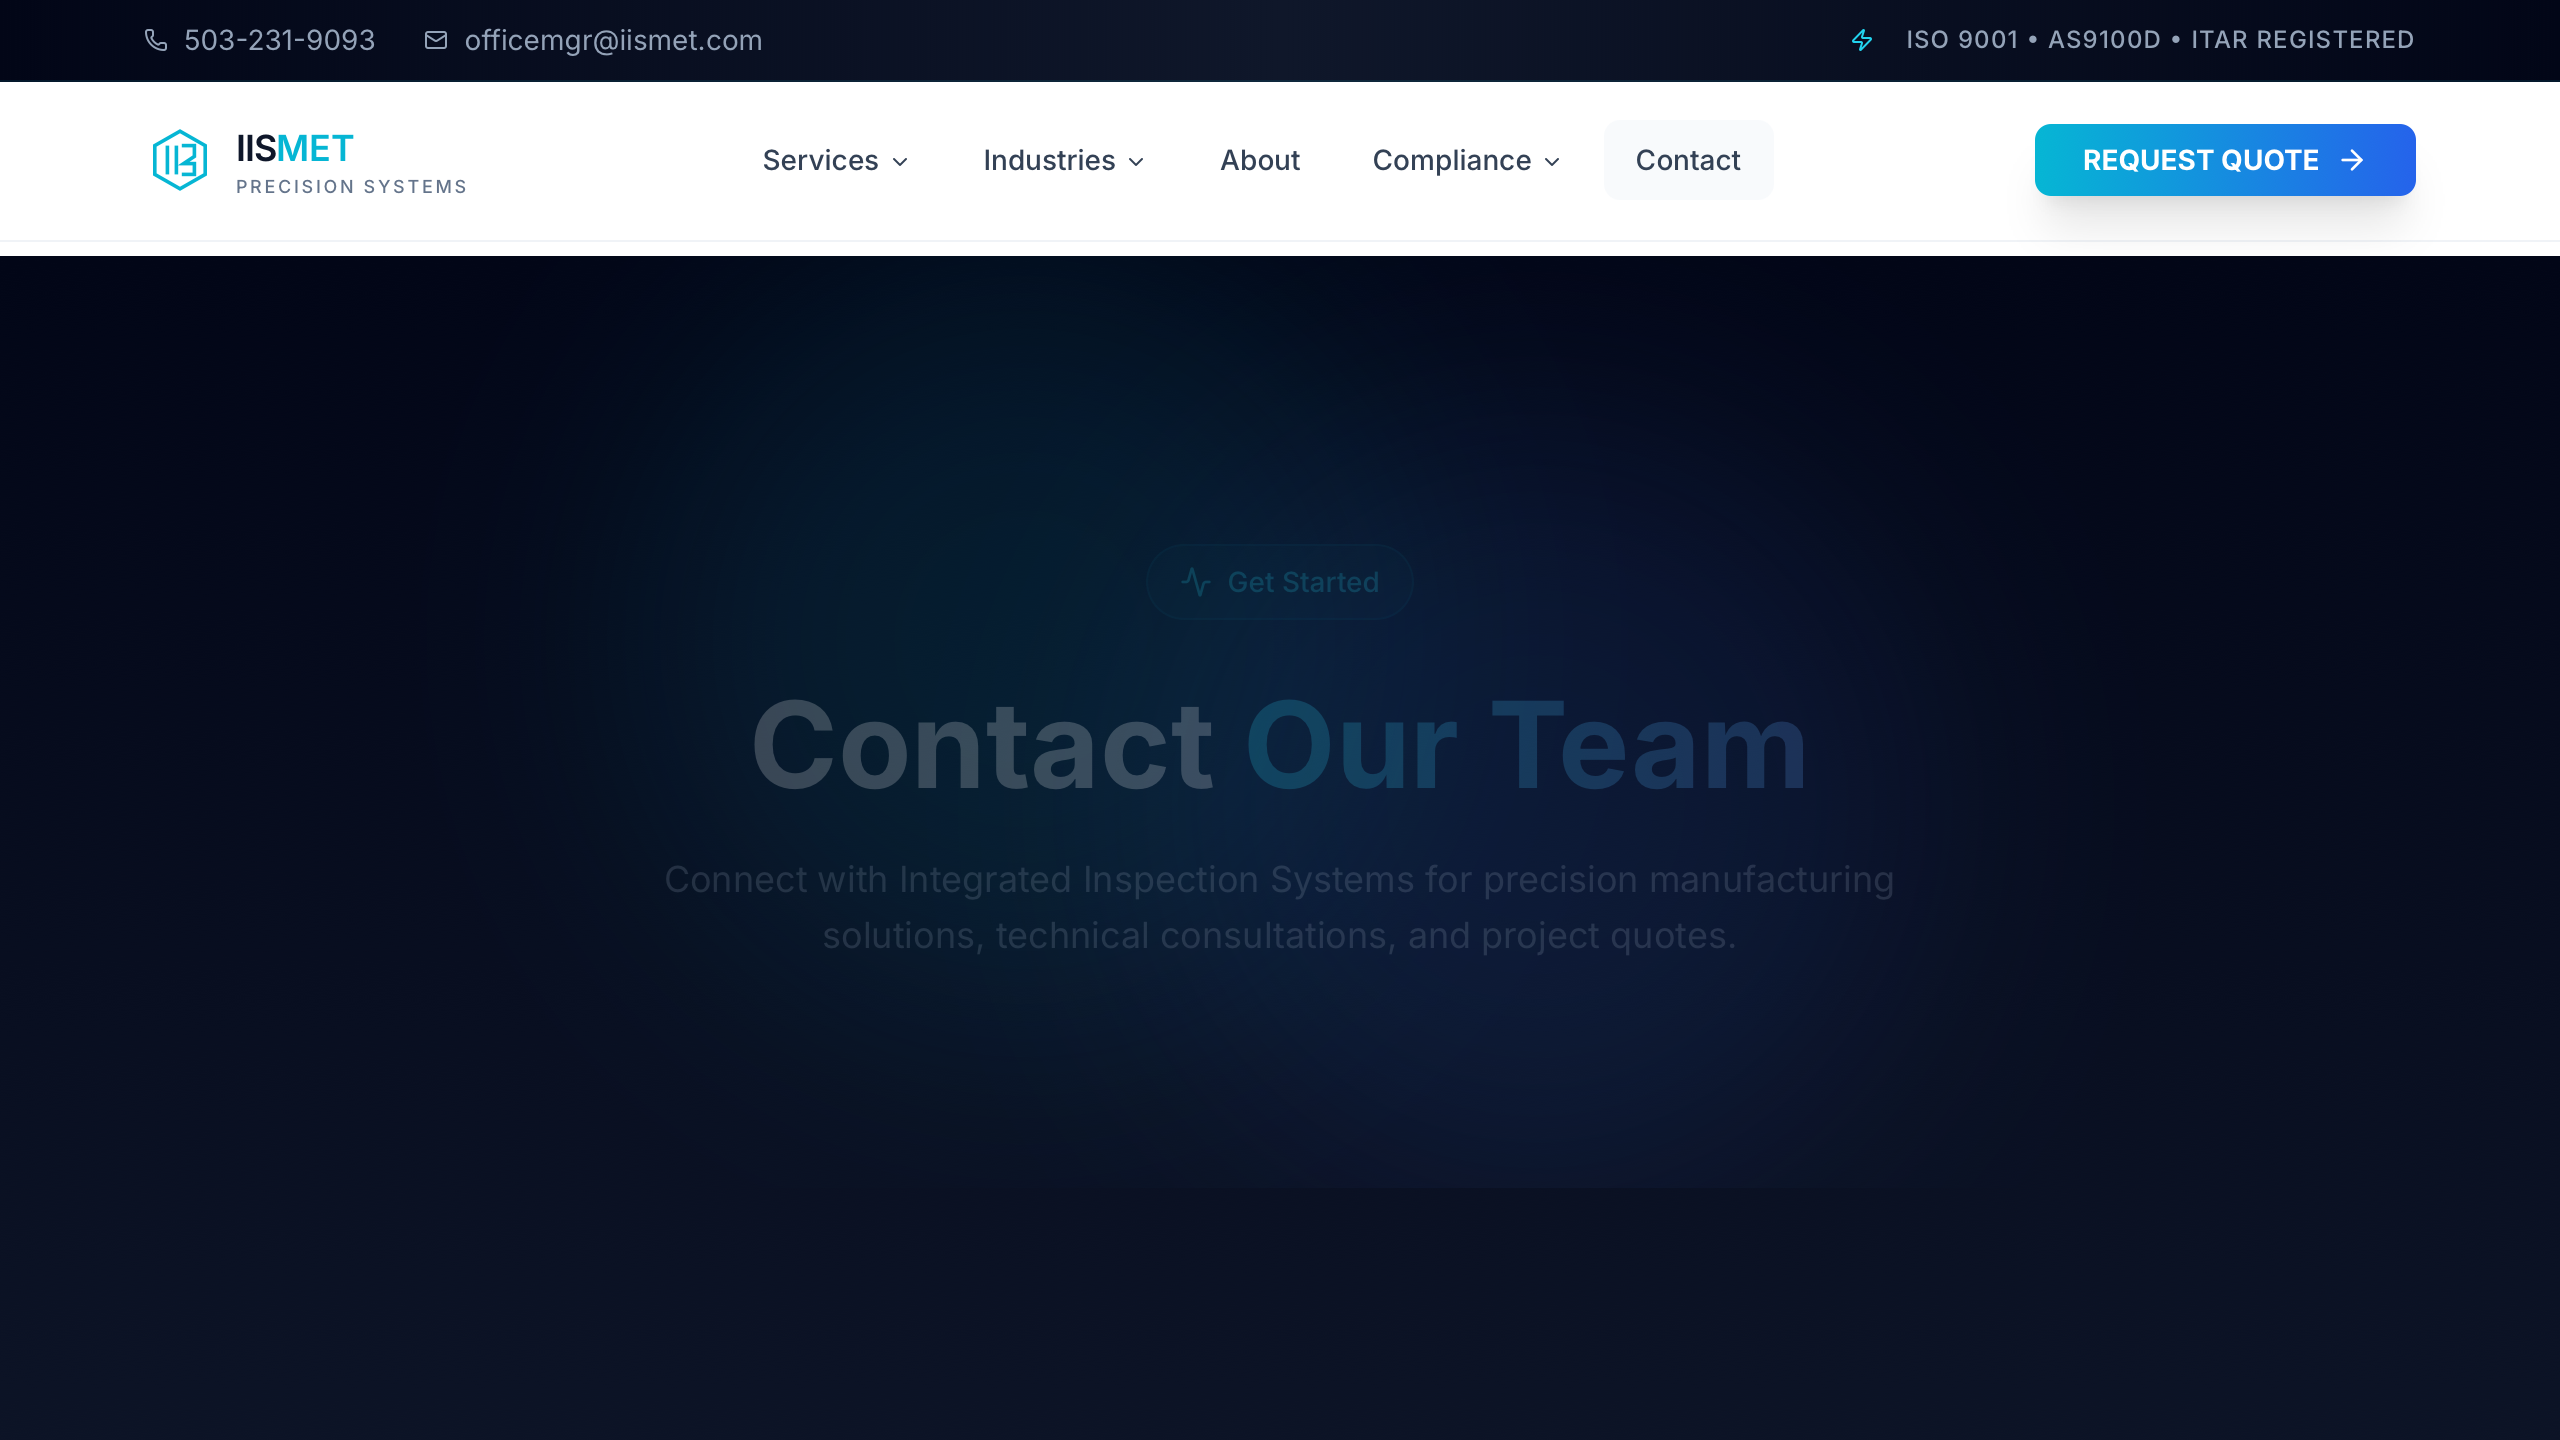 503-231-9093
officemgr@iismet.com
ISO 9001 • AS9100D • ITAR REGISTERED
IISMET
PRECISION SYSTEMS
Services
Industries
About
Compliance
Contact
REQUEST QUOTE
Get Started
Contact Our Team
Connect with Integrated Inspection Systems for precision manufacturing
solutions, technical consultations, and project quotes.